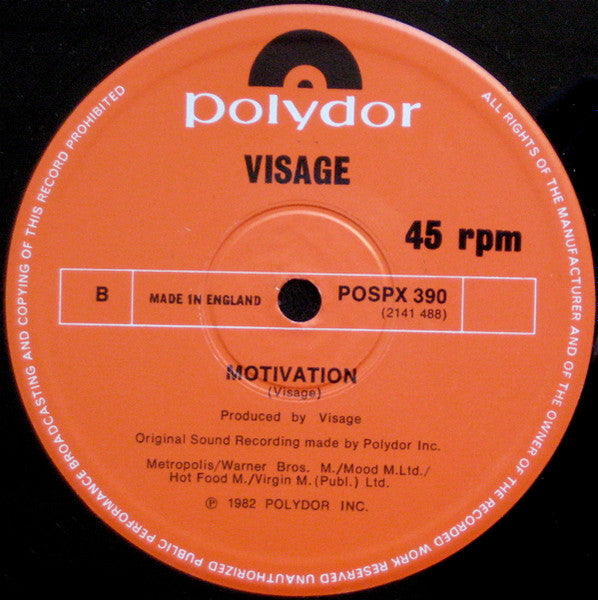 polydor
VISAGE
45 rpm
B
MADE IN ENGLAND
POSPX 390
(2141 488)
MOTIVATION
(Visage)
Produced by Visage
Original Sound Recording made by Polydor Inc.
Metropolis/Warner Bros. M./Mood M.Ltd./
Hot Food M./Virgin M. (Publ.) Ltd.
℗ 1982 POLYDOR INC.
ALL RIGHTS OF THE MANUFACTURER AND OF THE OWNER OF THE RECORDED WORK RESERVED UNAUTHORIZED PUBLIC PERFORMANCE BROADCASTING AND COPYING OF THIS RECORD PROHIBITED